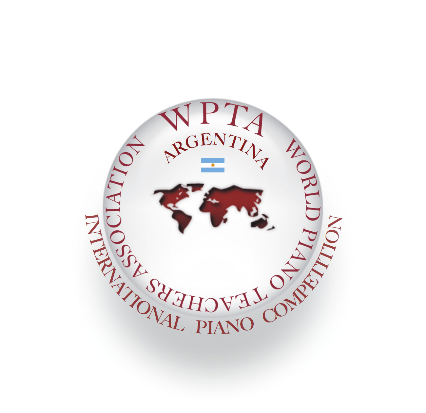 WPTA
ARGENTINA
WORLD PIANO TEACHERS ASSOCIATION
INTERNATIONAL PIANO COMPETITION